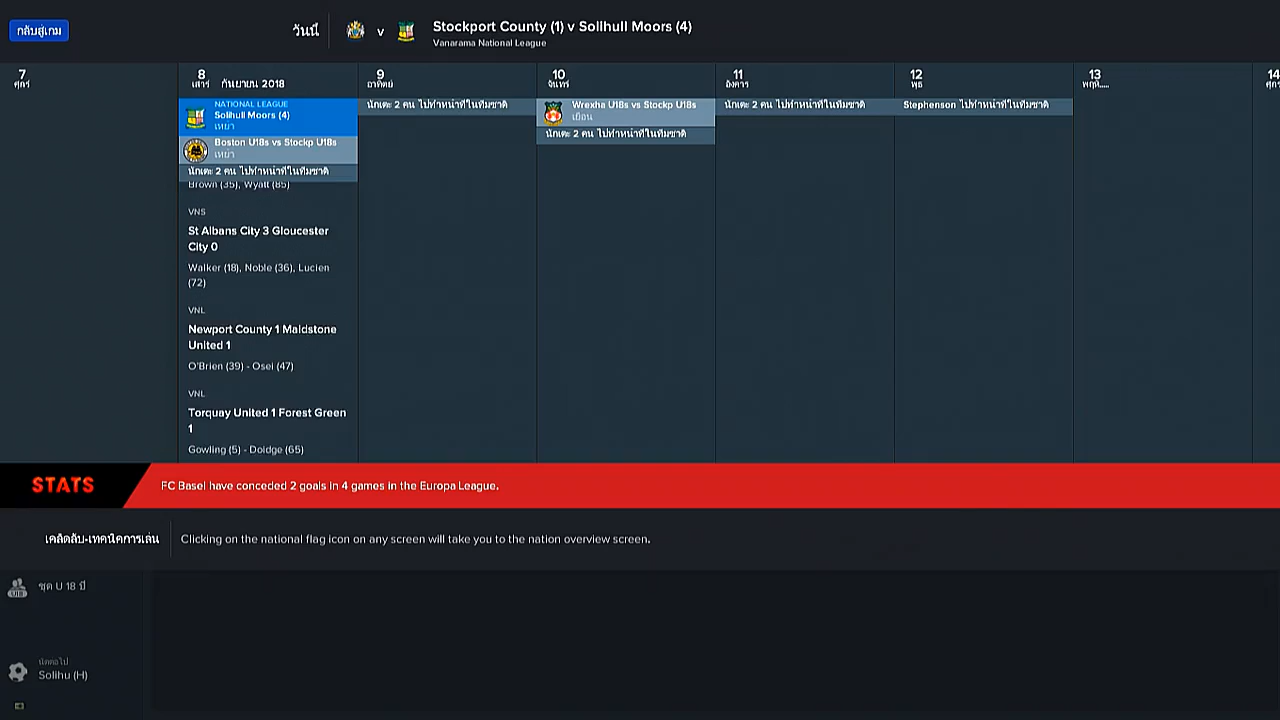 กลับสู่เกม
วันนี้
v
Stockport County (1) v Solihull Moors (4)
Vanarama National League
7
ศุกร์
8
เสาร์ กันยายน 2018
9
อาทิตย์
10
จันทร์
11
อังคาร
12
พุธ
13
พฤหั.....
14
NATIONAL LEAGUE
Solihull Moors (4)
เหย้า
Boston U18s vs Stockp U18s
เหย้า
นักเตะ 2 คน ไปทำหน้าที่ในทีมชาติ
นักเตะ 2 คน ไปทำหน้าที่ในทีมชาติ
Wrexha U18s vs Stockp U18s
เยือน
นักเตะ 2 คน ไปทำหน้าที่ในทีมชาติ
นักเตะ 2 คน ไปทำหน้าที่ในทีมชาติ
Stephenson ไปทำหน้าที่ในทีมชาติ
Brown (35), Wyatt (85)
VNS
St Albans City 3 Gloucester
City 0
Walker (18), Noble (36), Lucien
(72)
VNL
Newport County 1 Maidstone
United 1
O'Brien (39) - Osei (47)
VNL
Torquay United 1 Forest Green
1
Gowling (5) - Doidge (65)
STATS
FC Basel have conceded 2 goals in 4 games in the Europa League.
เคล็ดลับ-เทคนิคการเล่น
Clicking on the national flag icon on any screen will take you to the nation overview screen.
U18
ชุด U 18 ปี
นัดต่อไป
Solihu (H)